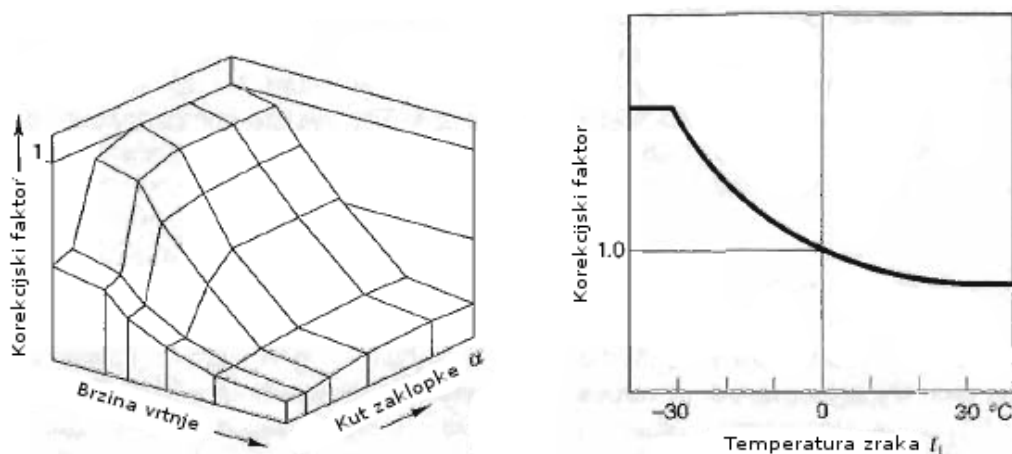 Korekcijski faktor
1
Brzina vrtnje
Kut zaklopke α
Korekcijski faktor
1.0
−30
0
30 °C
Temperatura zraka